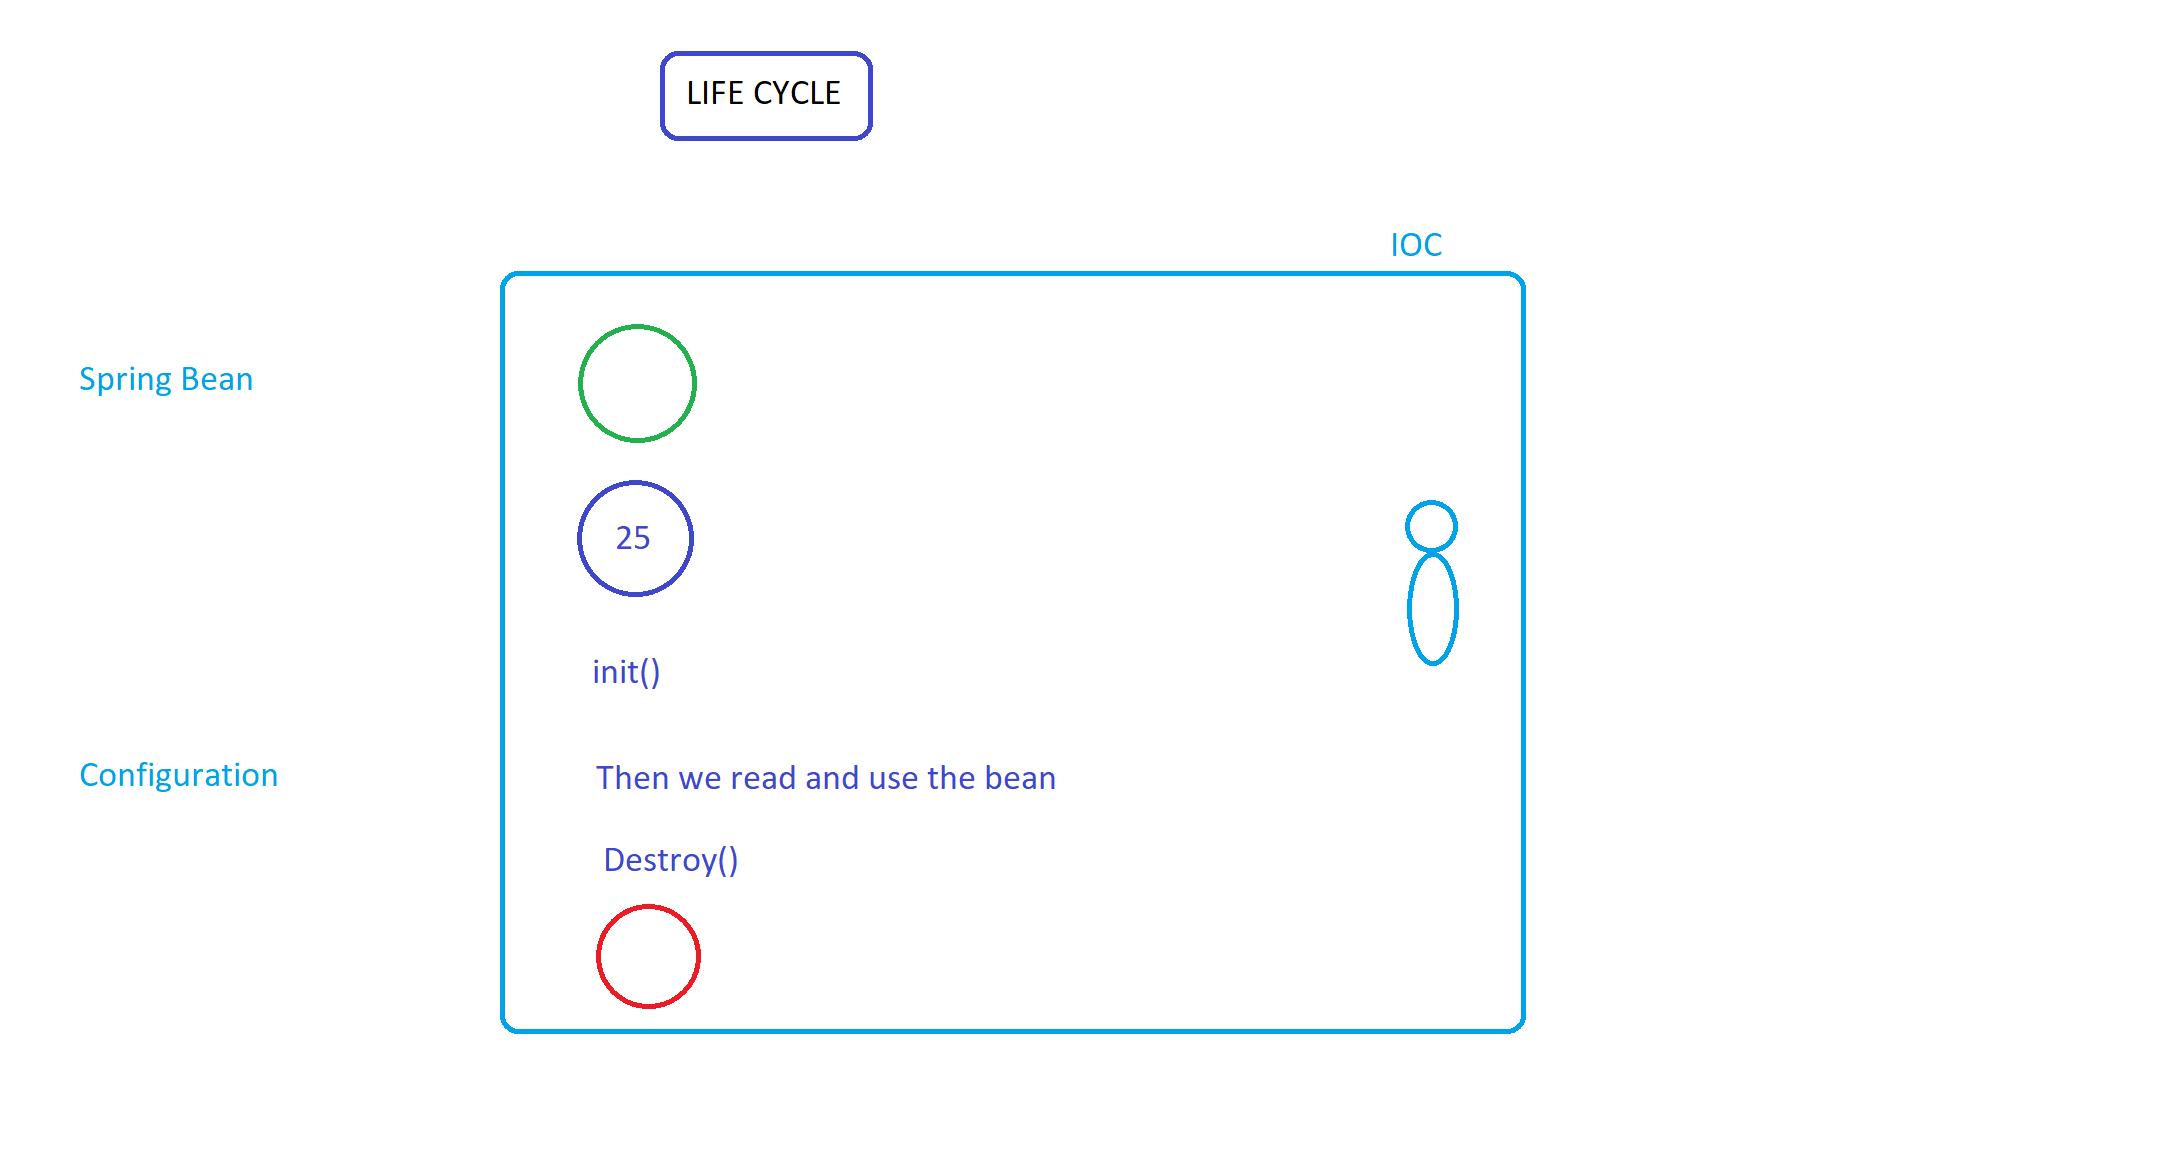 LIFE CYCLE
IOC
Spring Bean
25
init()
Configuration
Then we read and use the bean
Destroy()